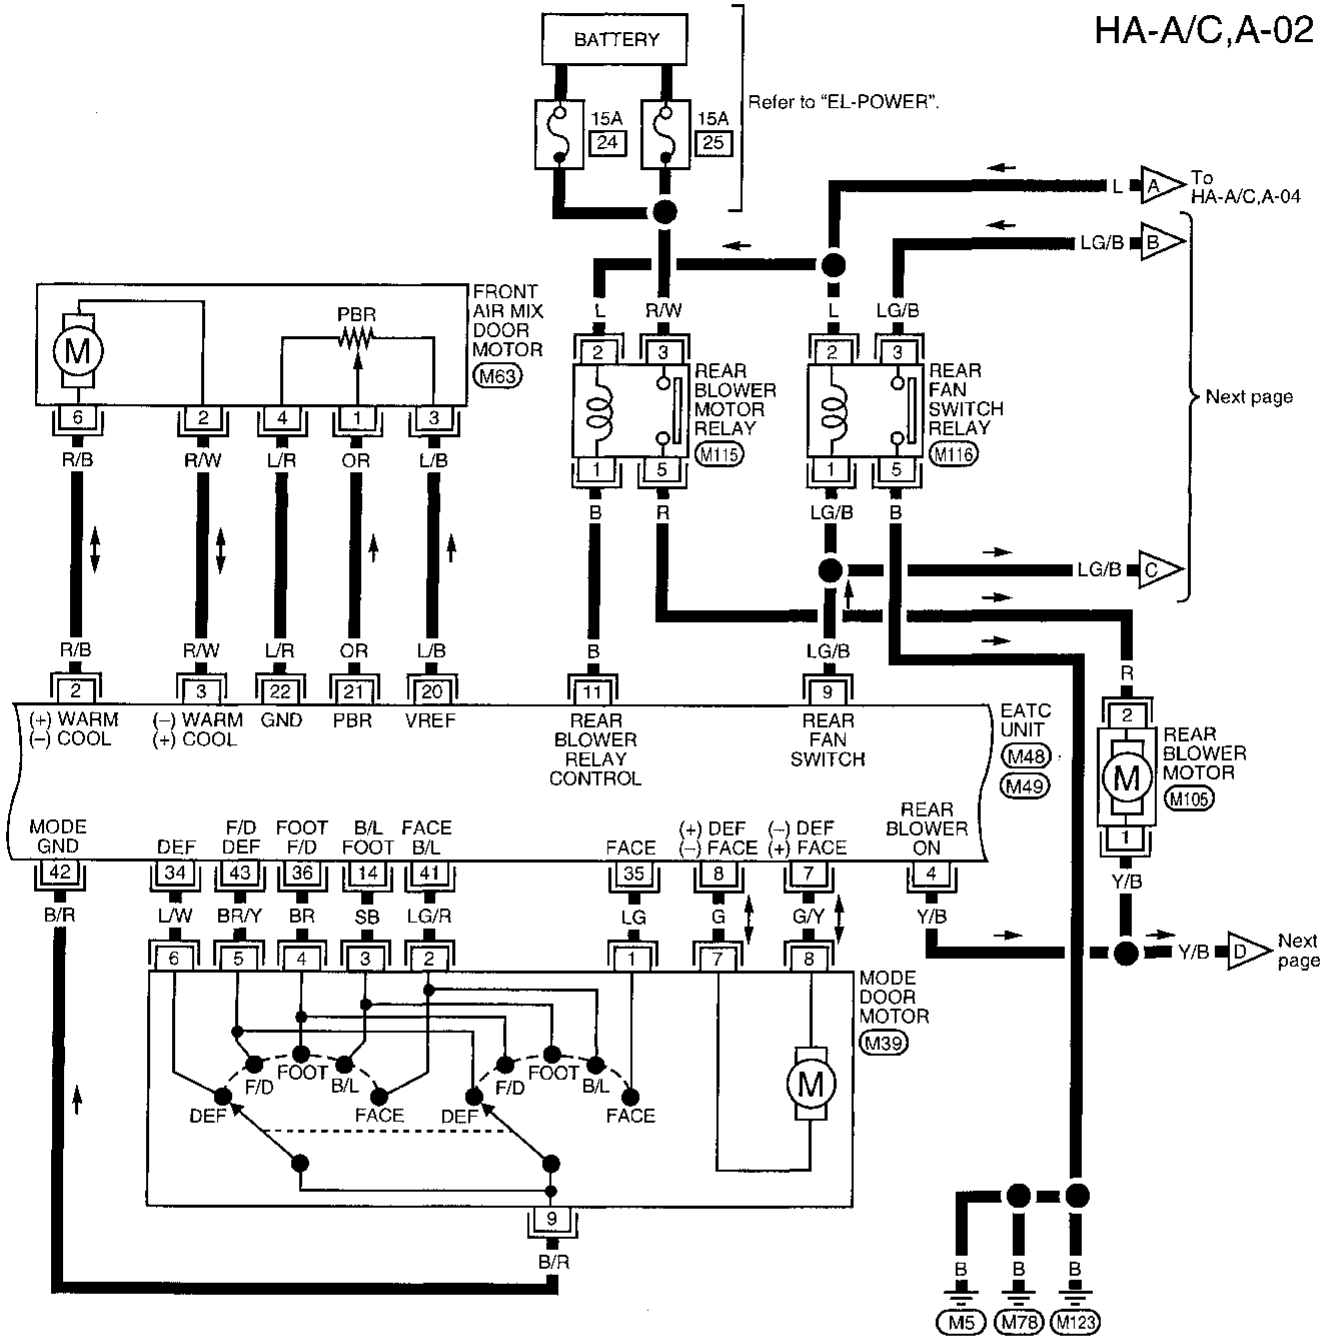 HA-A/C,A-02
BATTERY
Refer to "EL-POWER".
15A
24
15A
25
L
A
To
HA-A/C,A-04
LG/B
B
Next page
FRONT
AIR MIX
DOOR
MOTOR
M63
M
PBR
6
2
4
1
3
R/B
R/W
L/R
OR
L/B
L
R/W
L
LG/B
2
3
2
3
REAR
BLOWER
MOTOR
RELAY
M115
REAR
FAN
SWITCH
RELAY
M116
1
5
1
5
B
R
LG/B
B
LG/B
C
R/B
R/W
L/R
OR
L/B
B
LG/B
R
2
3
22
21
20
11
9
2
(+) WARM
(-) COOL
(-) WARM
(+) COOL
GND
PBR
VREF
REAR
BLOWER
RELAY
CONTROL
REAR
FAN
SWITCH
EATC
UNIT
M48
M49
M
REAR
BLOWER
MOTOR
M105
1
Y/B
MODE
GND
DEF
F/D
DEF
FOOT
F/D
B/L
FOOT
FACE
B/L
FACE
(+) DEF
(-) FACE
(-) DEF
(+) FACE
REAR
BLOWER
ON
42
34
43
36
14
41
35
8
7
4
B/R
L/W
BR/Y
BR
SB
LG/R
LG
G
G/Y
Y/B
Y/B
D
Next
page
6
5
4
3
2
1
7
8
MODE
DOOR
MOTOR
M39
DEF
F/D
FOOT
B/L
FACE
DEF
F/D
FOOT
B/L
FACE
M
9
B/R
B
B
B
M5
M78
M123